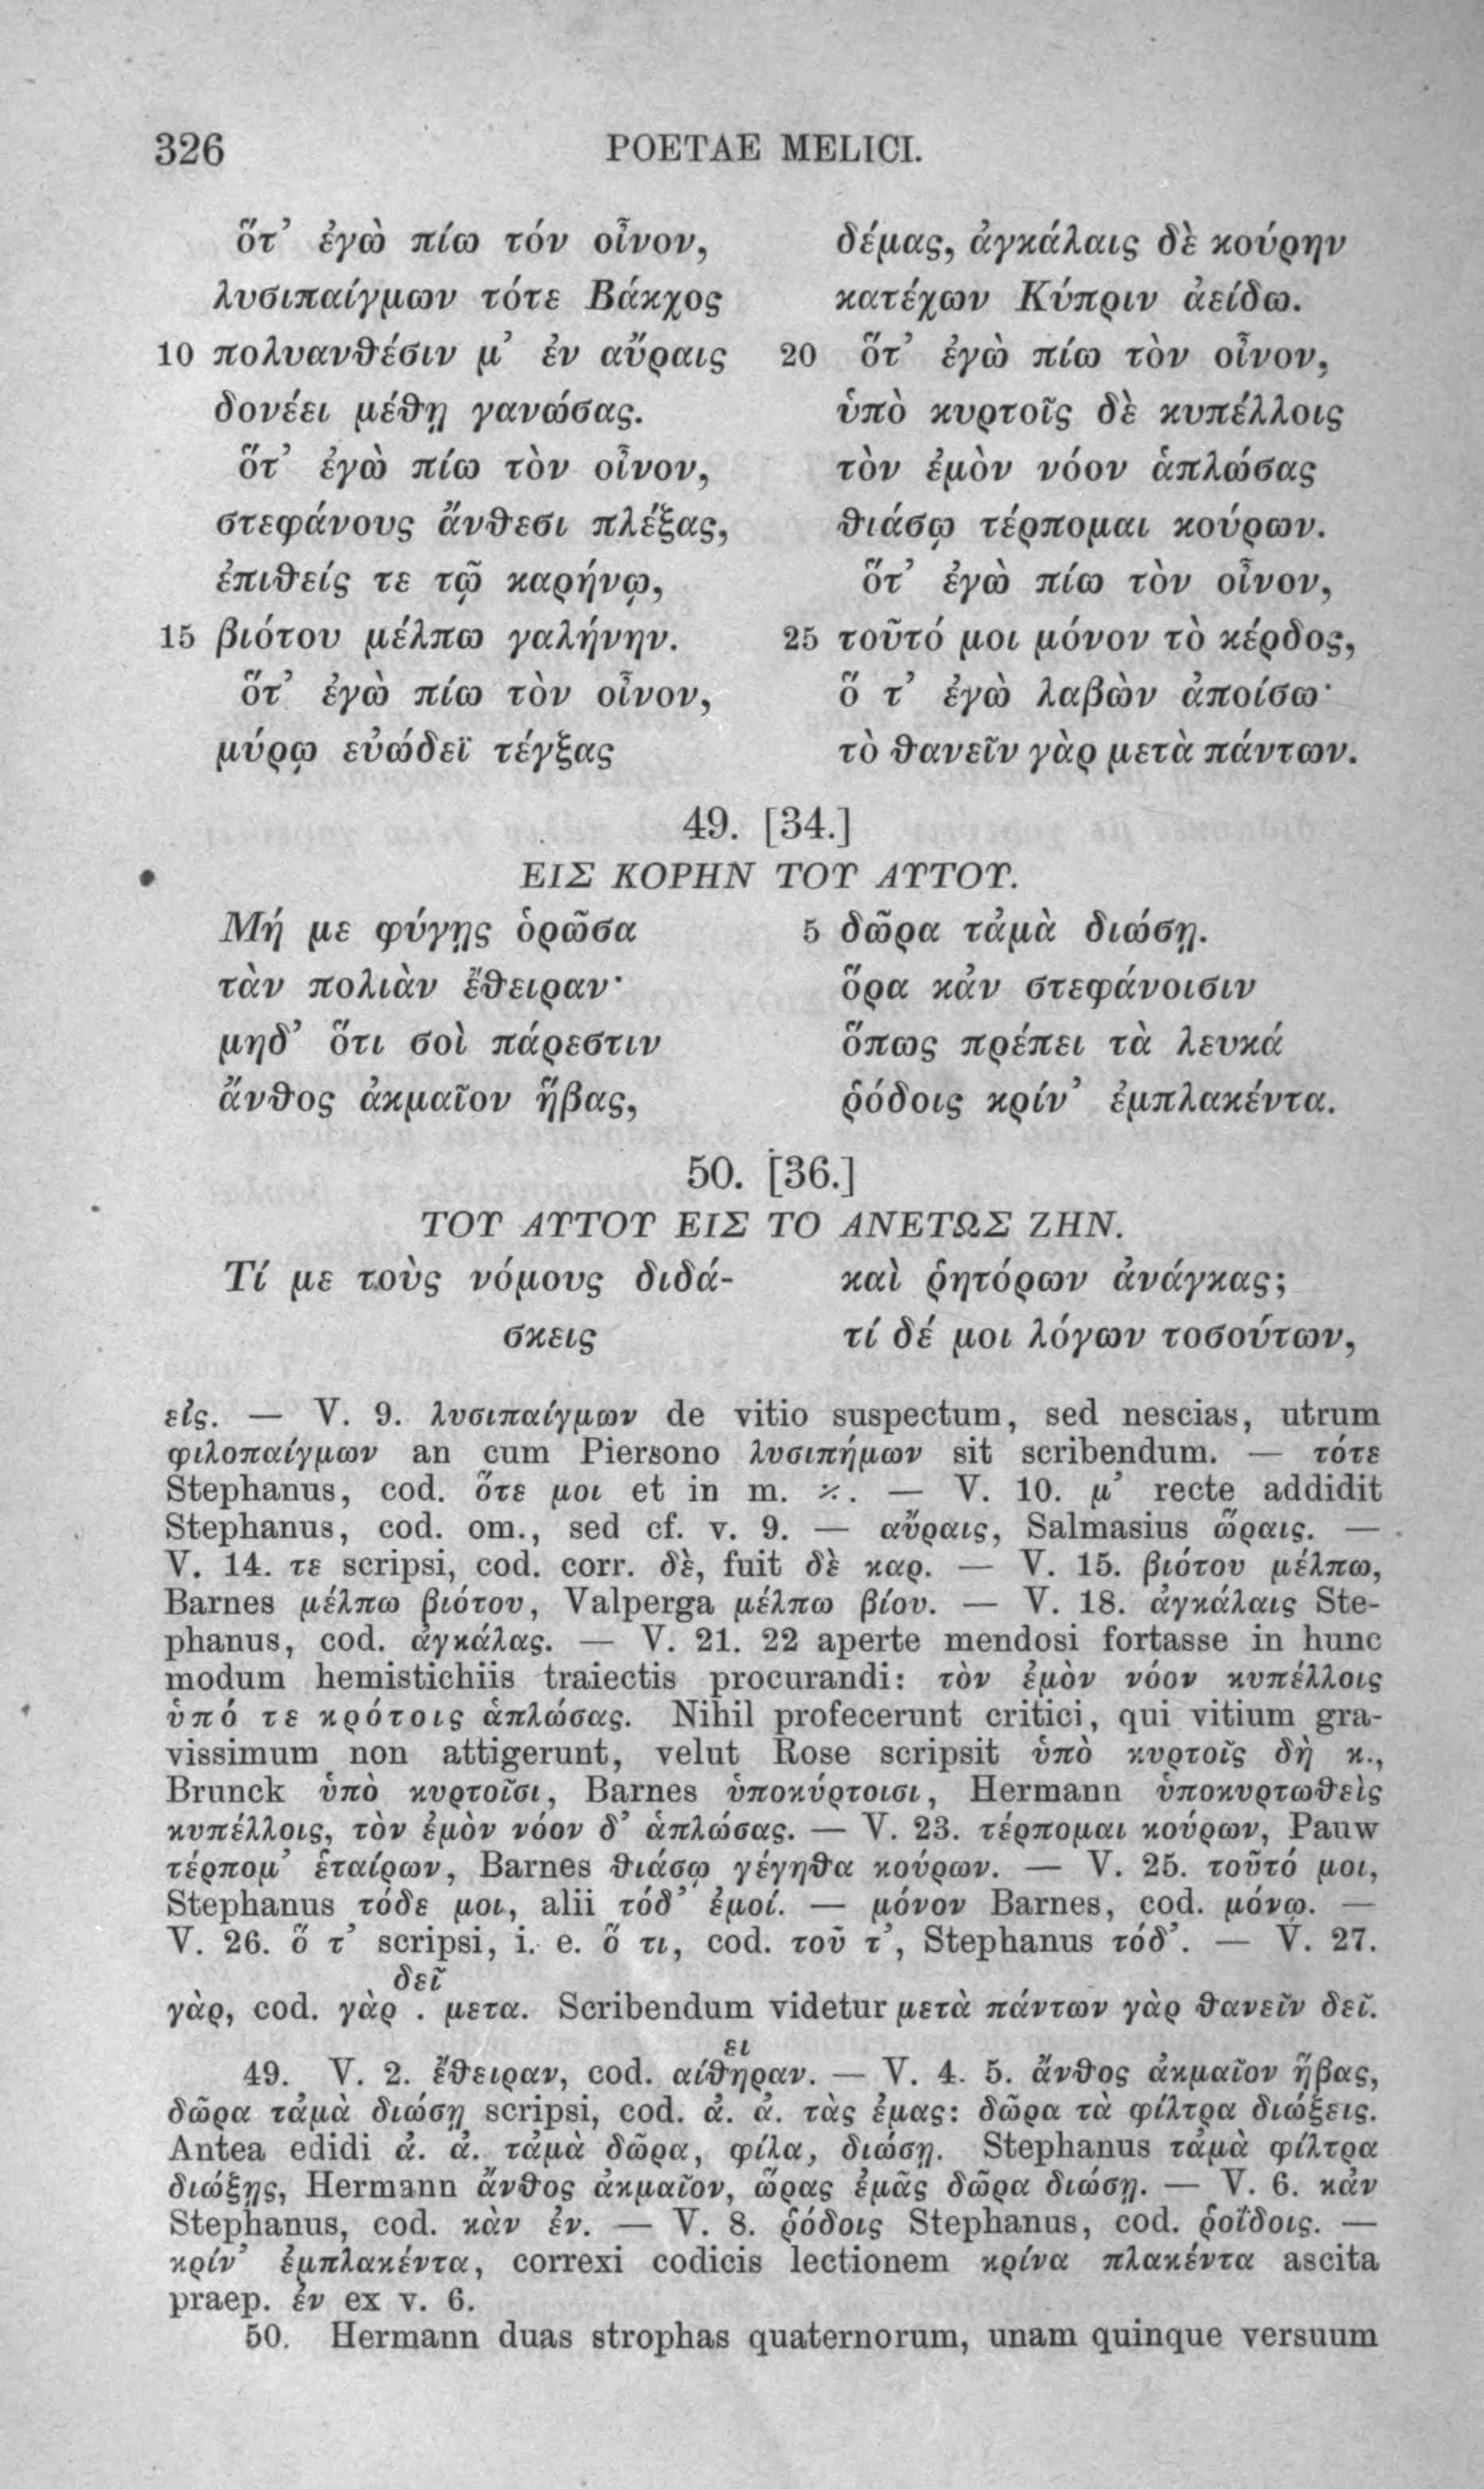 326 POETAE MELICI.
ὅτ’ ἐγὼ πίω τόν οἶνον,
λυσιπαίγμων τότε Βάκχος
10 πολυανθέσιν μ’ ἐν αὔραις
δονέει μέθῃ γανώσας.
ὅτ’ ἐγὼ πίω τὸν οἶνον,
στεφάνους ἄνθεσι πλέξας,
ἐπιθείς τε τῷ καρήνῳ,
15 βιότου μέλπω γαλήνην.
ὅτ’ ἐγὼ πίω τὸν οἶνον,
μύρῳ εὐώδεϊ τέγξας
δέμας, ἀγκάλαις δὲ κούρην
κατέχων Κύπριν ἀείδω.
20 ὅτ’ ἐγὼ πίω τὸν οἶνον,
ὑπὸ κυρτοῖς δὲ κυπέλλοις
τὸν ἐμὸν νόον ἁπλώσας
θιάσῳ τέρπομαι κούρων.
ὅτ’ ἐγὼ πίω τὸν οἶνον,
25 τοῦτό μοι μόνον τὸ κέρδος,
ὅ τ’ ἐγὼ λαβὼν ἀποίσω·
τὸ θανεῖν γὰρ μετὰ πάντων.
49. [34.]
ΕΙΣ ΚΟΡΗΝ ΤΟΥ ΑΥΤΟΥ.
Μή με φύγῃς ὁρῶσα
τὰν πολιὰν ἔθειραν·
μηδ’ ὅτι σοὶ πάρεστιν
ἄνθος ἀκμαῖον ἥβας,
5 δῶρα τἀμὰ διώσῃ.
ὅρα κἀν στεφάνοισιν
ὅπως πρέπει τὰ λευκά
ῥόδοις κρίν’ ἐμπλακέντα.
50. [36.]
ΤΟΥ ΑΥΤΟΥ ΕΙΣ ΤΟ ΑΝΕΤΩΣ ΖΗΝ.
Τί με τοὺς νόμους διδά-
σκεις
καὶ ῥητόρων ἀνάγκας;
τί δέ μοι λόγων τοσούτων,
είς. — V. 9. λυσιπαίγμων de vitio suspectum, sed nescias, utrum
φιλοπαίγμων an cum Piersono λυσιπήμων sit scribendum. — τότε
Stephanus, cod. ὅτε μοι et in m. ⁒. — V. 10. μ’ recte addidit
Stephanus, cod. om., sed cf. v. 9. — αὔραις, Salmasius ὥραις. —
V. 14. τε scripsi, cod. corr. δὲ, fuit δὲ καρ. — V. 15. βιότου μέλπω,
Barnes μέλπω βιότου, Valperga μέλπω βίου. — V. 18. ἀγκάλαις Ste-
phanus, cod. ἀγκάλας. — V. 21. 22 aperte mendosi fortasse in hunc
modum hemistichiis traiectis procurandi: τὸν ἐμὸν νόον κυπέλλοις
ὑπό τε κρότοις ἁπλώσας. Nihil profecerunt critici, qui vitium gra-
vissimum non attigerunt, velut Rose scripsit ὑπὸ κυρτοῖς δὴ κ.,
Brunck ὑπὸ κυρτοῖσι, Barnes ὑποκύρτοισι, Hermann ὑποκυρτωθεὶς
κυπέλλοις, τὸν ἐμὸν νόον δ’ ἁπλώσας. — V. 23. τέρπομαι κούρων, Pauw
τέρπομ’ ἑταίρων, Barnes θιάσῳ γέγηθα κούρων. — V. 25. τοῦτό μοι,
Stephanus τόδε μοι, alii τόδ’ ἐμοί. — μόνον Barnes, cod. μόνῳ. —
V. 26. ὅ τ’ scripsi, i. e. ὅ τι, cod. τοῦ τ’, Stephanus τόδ’. — V. 27.
δεῖ
γὰρ, cod. γὰρ . μετα. Scribendum videtur μετὰ πάντων γὰρ θανεῖν δεῖ.
ει
49. V. 2. ἔθειραν, cod. αίθηραν. — V. 4. 5. ἄνθος ἀκμαῖον ἥβας,
δῶρα τἀμὰ διώσῃ scripsi, cod. ἀ. ἀ. τὰς ἐμας: δῶρα τὰ φίλτρα διώξεις.
Antea edidi ἀ. ἀ. τἀμὰ δῶρα, φίλα, διώσῃ. Stephanus τἀμὰ φίλτρα
διώξῃς, Hermann ἄνθος ἀκμαῖον, ὥρας ἐμᾶς δῶρα διώσῃ. — V. 6. κἀν
Stephanus, cod. κὰν ἐν. — V. 8. ῥόδοις Stephanus, cod. ῥοΐδοις. —
κρίν’ ἐμπλακέντα, correxi codicis lectionem κρίνα πλακέντα ascita
praep. ἐν ex v. 6.
50. Hermann duas strophas quaternorum, unam quinque versuum